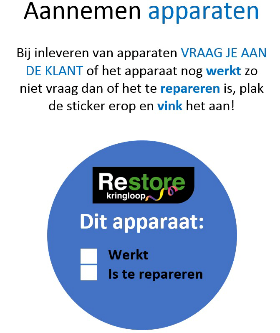 Aannemen apparaten
Bij inleveren van apparaten VRAAG JE AAN
DE KLANT of het apparaat nog werkt zo
niet vraag dan of het te repareren is, plak
de sticker erop en vink het aan!
Restore
kringloop
Dit apparaat:
Werkt
Is te repareren